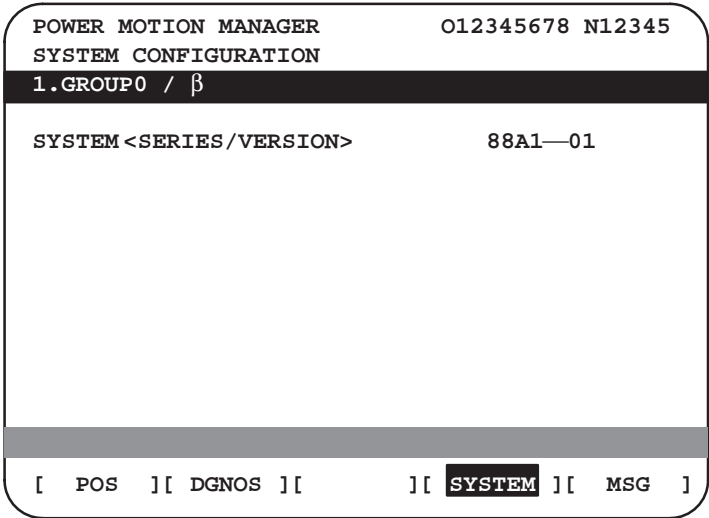 POWER MOTION MANAGER O12345678 N12345
SYSTEM CONFIGURATION
1.GROUP0 / β
SYSTEM<SERIES/VERSION> 88A1—01
[ POS ][ DGNOS ][ ][ SYSTEM ][ MSG ]